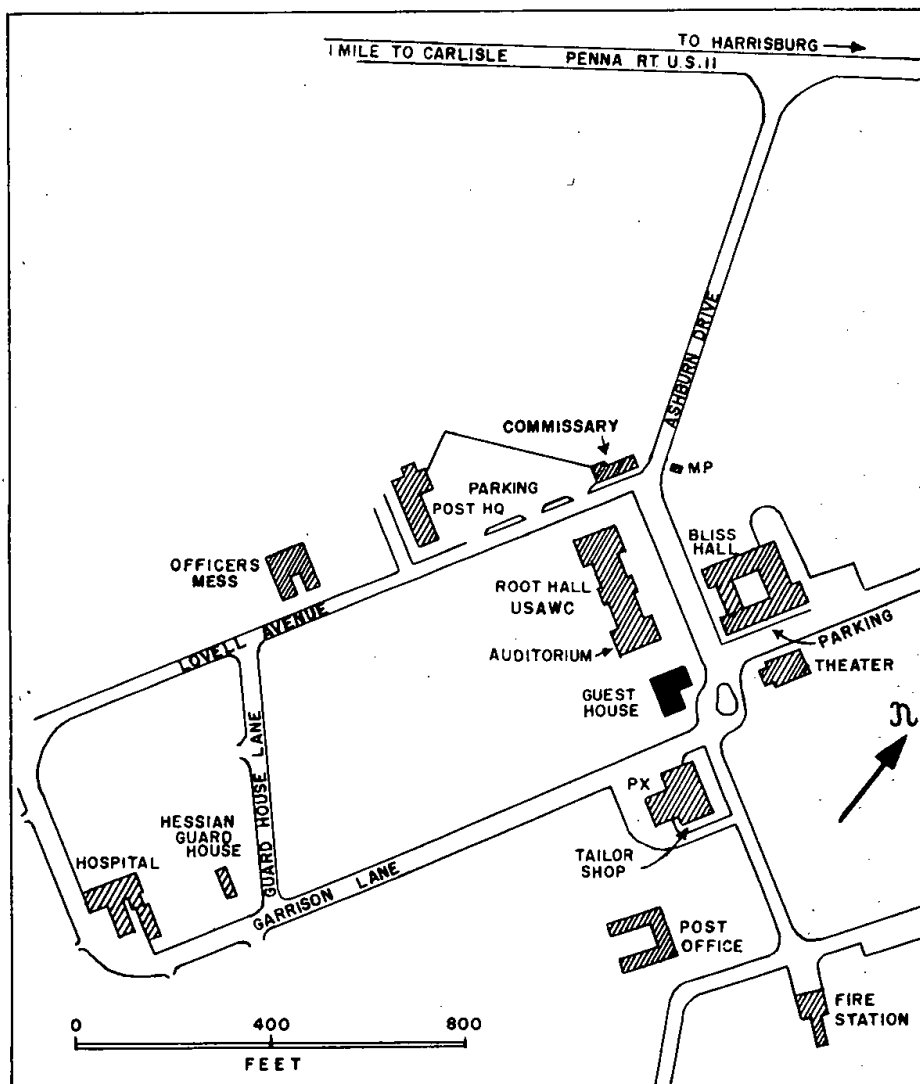 TO HARRISBURG
1 MILE TO CARLISLE PENNA RT. U.S. 11
ASHBURN DRIVE
COMMISSARY
MP
PARKING
POST HQ
BLISS
HALL
OFFICERS
MESS
ROOT HALL
USAWC
LOVELL AVENUE
AUDITORIUM
PARKING
THEATER
GUEST
HOUSE
N
GUARD HOUSE LANE
PX
HESSIAN
GUARD
HOUSE
HOSPITAL
TAILOR
SHOP
GARRISON LANE
POST
OFFICE
FIRE
STATION
0 400 800
FEET